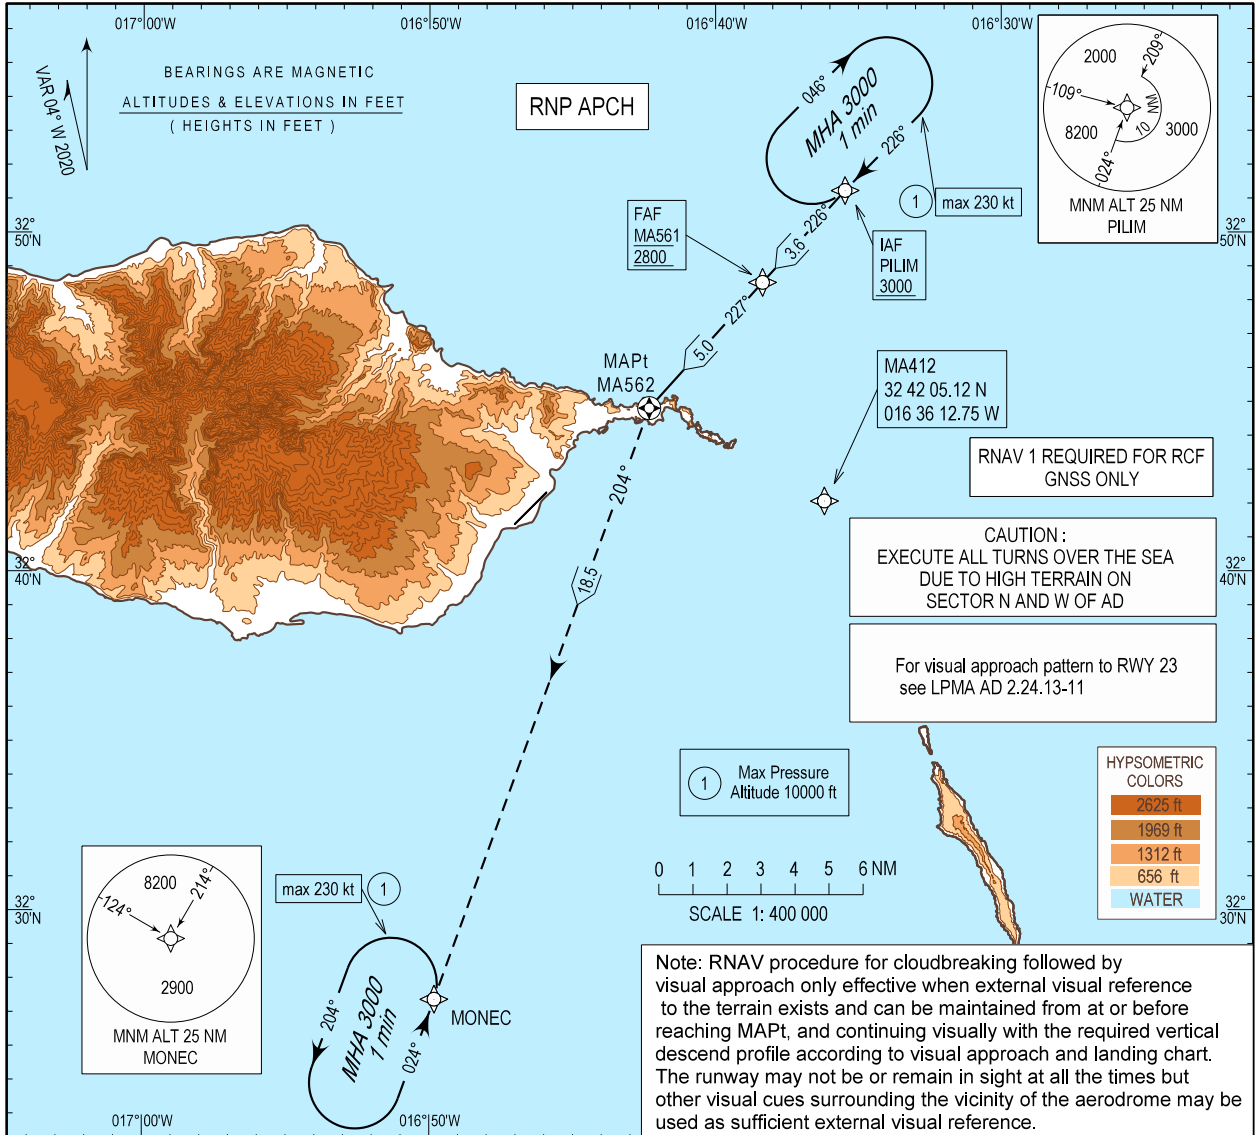 017°00'W
016°50'W
016°40'W
016°30'W
VAR 04° W 2020
BEARINGS ARE MAGNETIC
ALTITUDES & ELEVATIONS IN FEET
( HEIGHTS IN FEET )
RNP APCH
046°
MHA 3000
1 min
226°
1
max 230 kt
2000
209°
109°
8200
10
NM
3000
024°
MNM ALT 25 NM
PILIM
32°
50'N
32°
50'N
FAF
MA561
2800
226°
3.6
IAF
PILIM
3000
227°
5.0
MAPt
MA562
MA412
32 42 05.12 N
016 36 12.75 W
RNAV 1 REQUIRED FOR RCF
GNSS ONLY
204°
18.5
CAUTION :
EXECUTE ALL TURNS OVER THE SEA
DUE TO HIGH TERRAIN ON
SECTOR N AND W OF AD
32°
40'N
32°
40'N
For visual approach pattern to RWY 23
see LPMA AD 2.24.13-11
1
Max Pressure
Altitude 10000 ft
HYPSOMETRIC
COLORS
2625 ft
1969 ft
1312 ft
656 ft
WATER
0 1 2 3 4 5 6 NM
SCALE 1: 400 000
32°
30'N
32°
30'N
8200
214°
124°
2900
MNM ALT 25 NM
MONEC
max 230 kt
1
204°
MHA 3000
1 min
024°
MONEC
Note: RNAV procedure for cloudbreaking followed by
visual approach only effective when external visual reference
to the terrain exists and can be maintained from at or before
reaching MAPt, and continuing visually with the required vertical
descend profile according to visual approach and landing chart.
The runway may not be or remain in sight at all the times but
other visual cues surrounding the vicinity of the aerodrome may be
used as sufficient external visual reference.
017°00'W
016°50'W